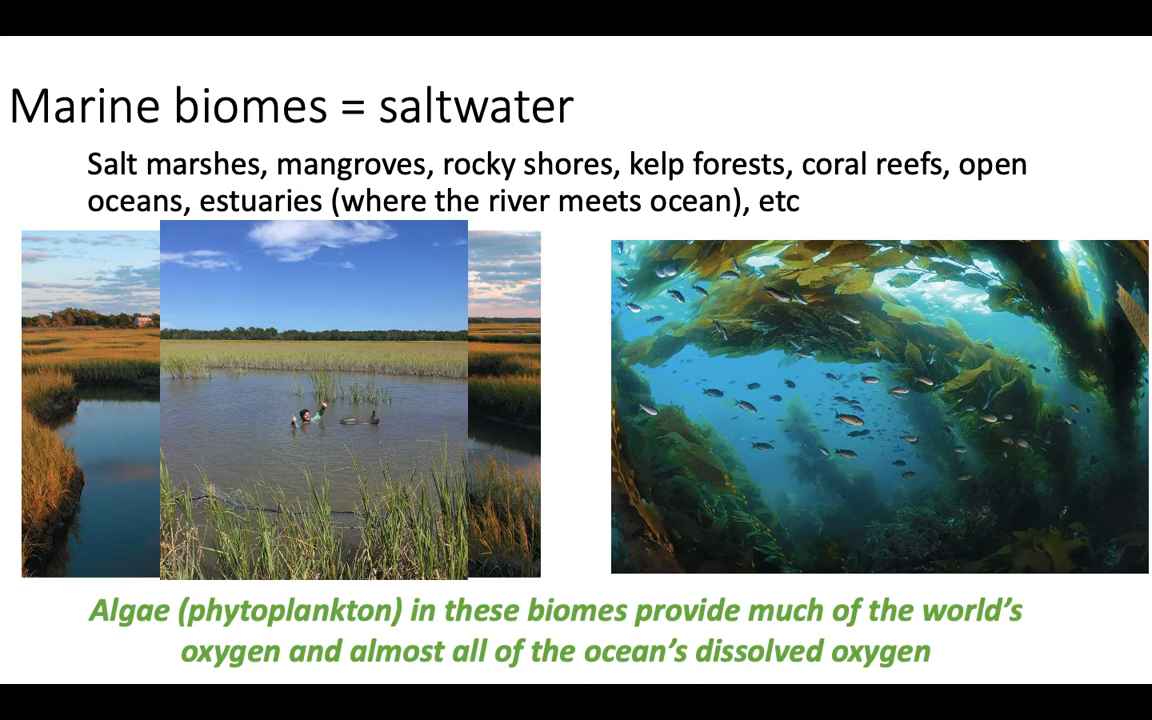 Marine biomes = saltwater
Salt marshes, mangroves, rocky shores, kelp forests, coral reefs, open
oceans, estuaries (where the river meets ocean), etc
Algae (phytoplankton) in these biomes provide much of the world’s
oxygen and almost all of the ocean’s dissolved oxygen